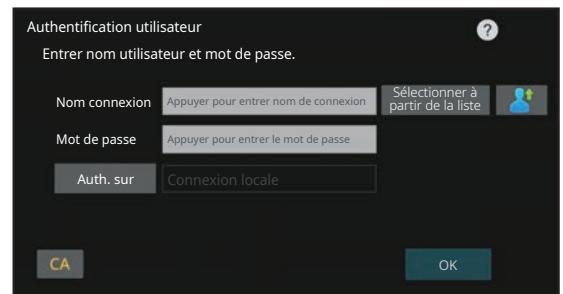 Authentification utilisateur
?
Entrer nom utilisateur et mot de passe.
Nom connexion
Appuyer pour entrer nom de connexion
Sélectionner à
partir de la liste
Mot de passe
Appuyer pour entrer le mot de passe
Auth. sur
Connexion locale
CA
OK